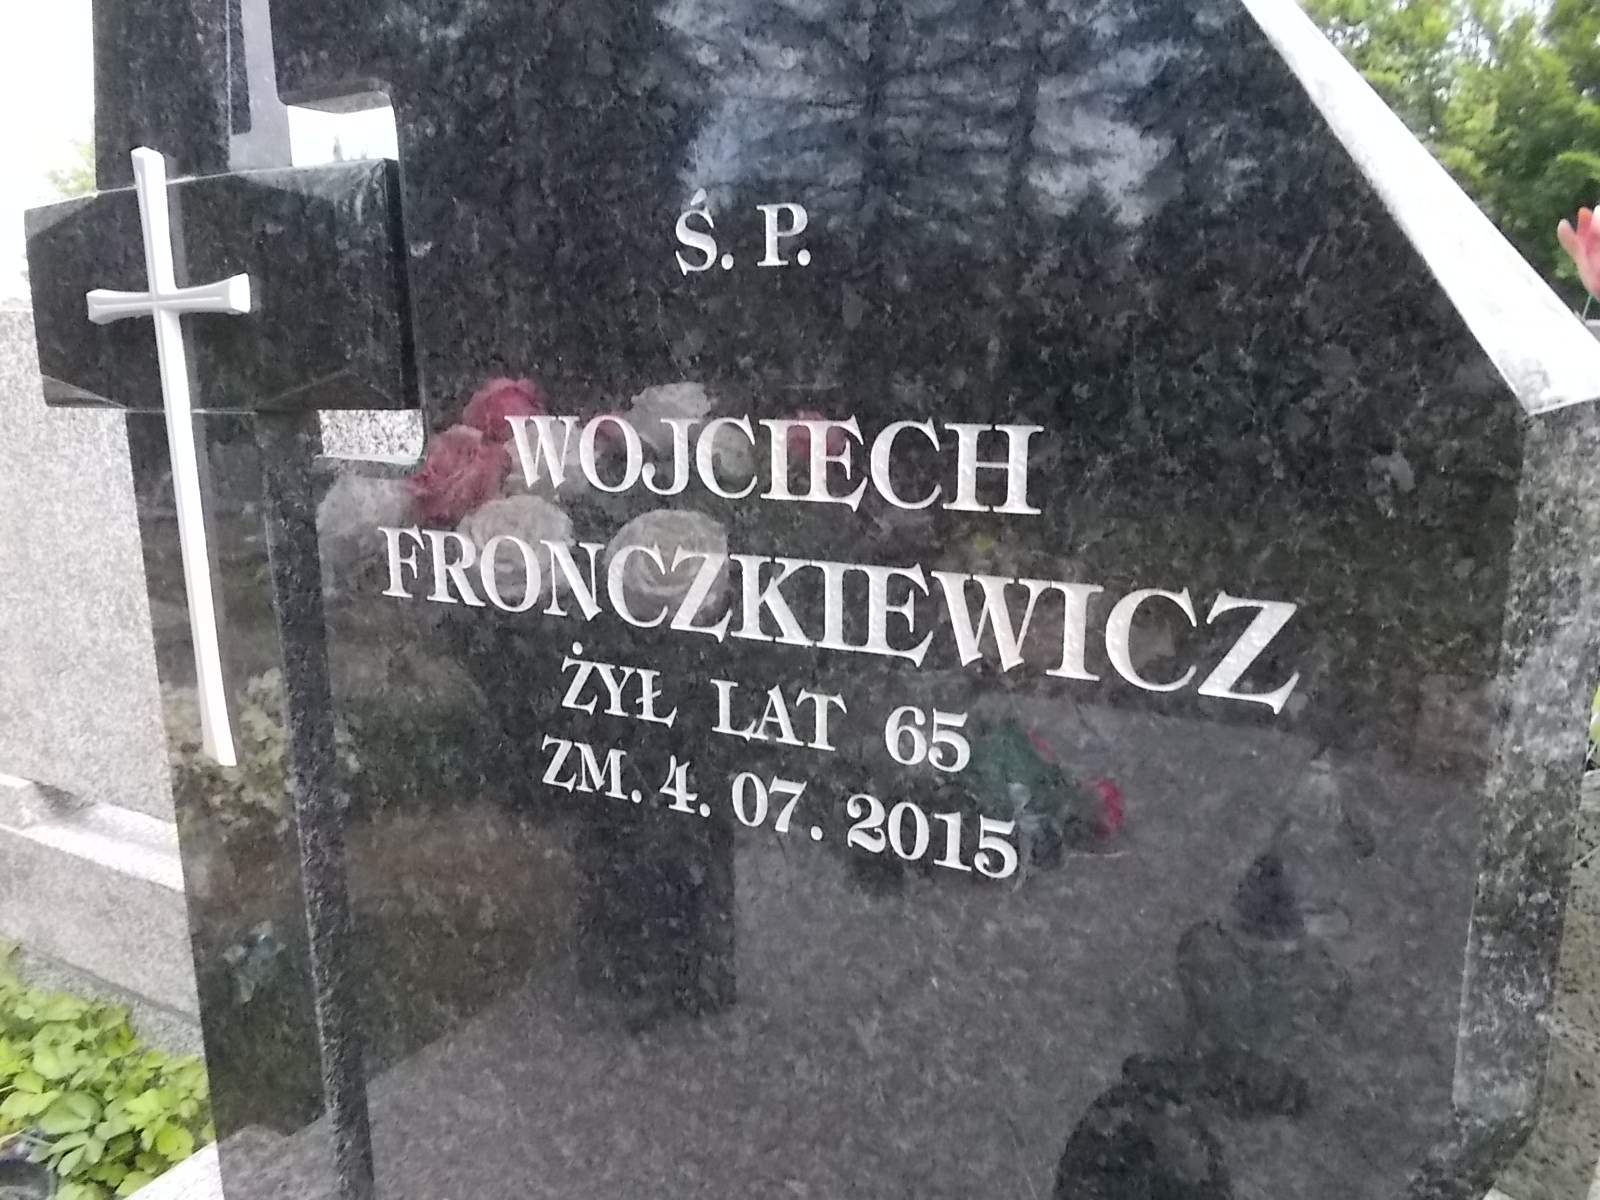 Ś. P.
WOJCIECH
FRONCZKIEWICZ
ŻYŁ LAT 65
ZM. 4. 07. 2015